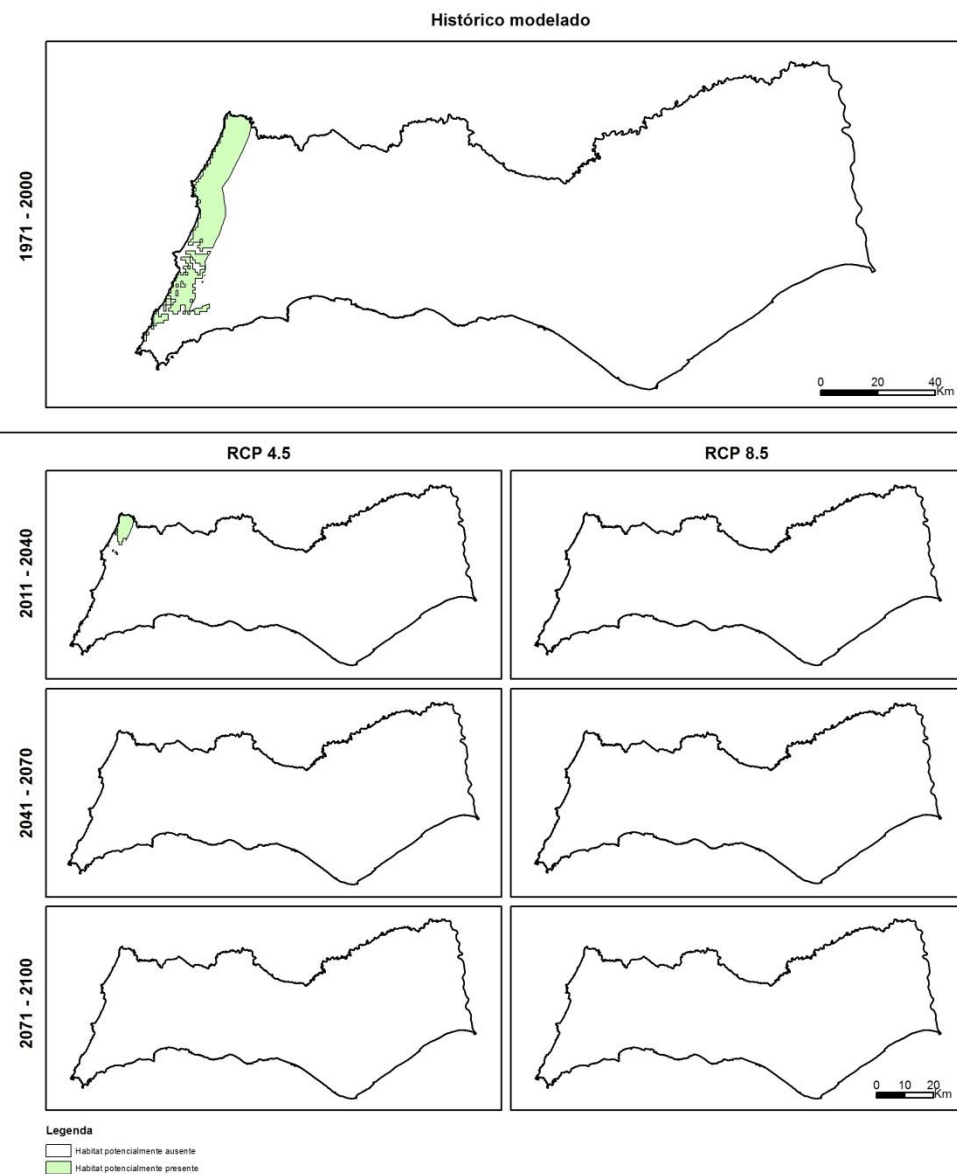 Histórico modelado
1971 - 2000
0 20 40
Km
RCP 4.5
RCP 8.5
2011 - 2040
2041 - 2070
2071 - 2100
0 10 20
Km
Legenda
Habitat potencialmente ausente
Habitat potencialmente presente